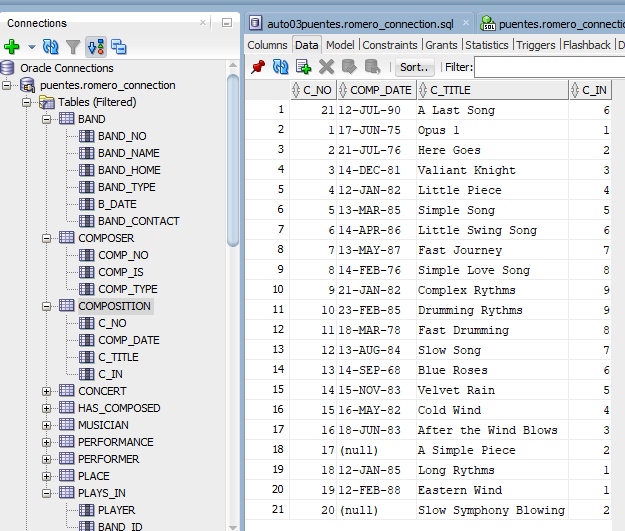 Connections
Oracle Connections
puentes.romero_connection
Tables (Filtered)
BAND
BAND_NO
BAND_NAME
BAND_HOME
BAND_TYPE
B_DATE
BAND_CONTACT
COMPOSER
COMP_NO
COMP_IS
COMP_TYPE
COMPOSITION
C_NO
COMP_DATE
C_TITLE
C_IN
CONCERT
HAS_COMPOSED
MUSICIAN
PERFORMANCE
PERFORMER
PLACE
PLAYS_IN
PLAYER
BAND_ID
auto03puentes.romero_connection.sql puentes.romero_connectio
Columns Data Model Constraints Grants Statistics Triggers Flashback D
Sort.. Filter:
C_NO COMP_DATE C_TITLE C_IN
1 21 12-JUL-90 A Last Song 6
2 1 17-JUN-75 Opus 1 1
3 2 21-JUL-76 Here Goes 2
4 3 14-DEC-81 Valiant Knight 3
5 4 12-JAN-82 Little Piece 4
6 5 13-MAR-85 Simple Song 5
7 6 14-APR-86 Little Swing Song 6
8 7 13-MAY-87 Fast Journey 7
9 8 14-FEB-76 Simple Love Song 8
10 9 21-JAN-82 Complex Rythms 9
11 10 23-FEB-85 Drumming Rythms 9
12 11 18-MAR-78 Fast Drumming 8
13 12 13-AUG-84 Slow Song 7
14 13 14-SEP-68 Blue Roses 6
15 14 15-NOV-83 Velvet Rain 5
16 15 16-MAY-82 Cold Wind 4
17 16 18-JUN-83 After the Wind Blows 3
18 17 (null) A Simple Piece 2
19 18 12-JAN-85 Long Rythms 1
20 19 12-FEB-88 Eastern Wind 1
21 20 (null) Slow Symphony Blowing 2